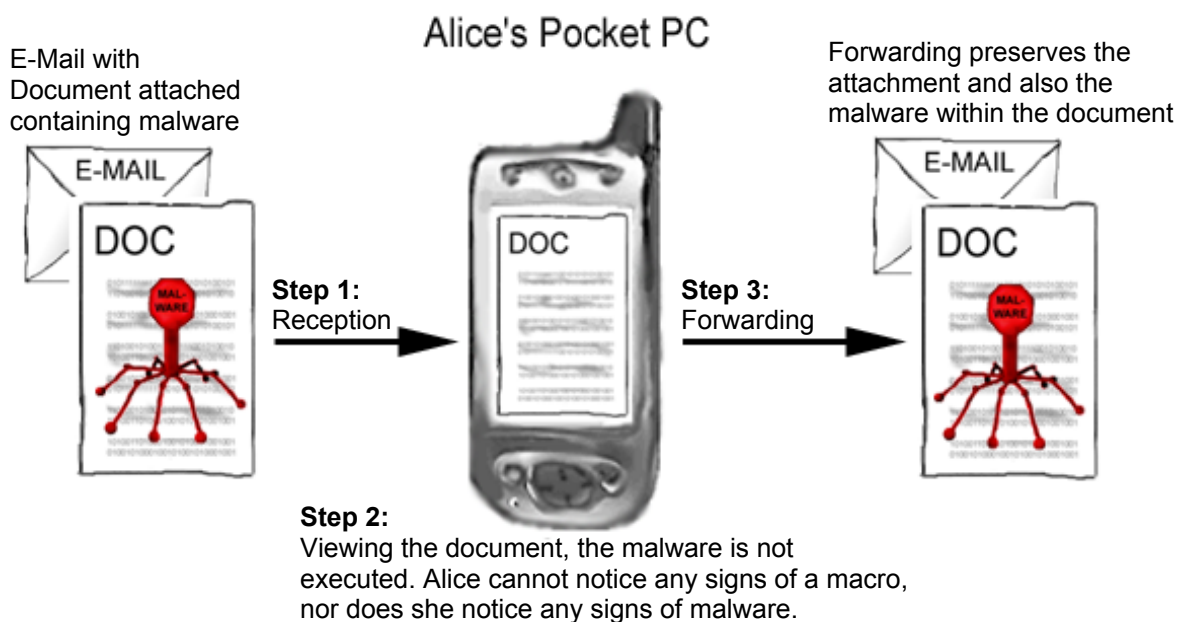 Alice's Pocket PC
E-Mail with
Document attached
containing malware
E-MAIL
DOC
MAL-
WARE
Step 1:
Reception
DOC
Step 2:
Viewing the document, the malware is not
executed. Alice cannot notice any signs of a macro,
nor does she notice any signs of malware.
Step 3:
Forwarding
Forwarding preserves the
attachment and also the
malware within the document
E-MAIL
DOC
MAL-
WARE